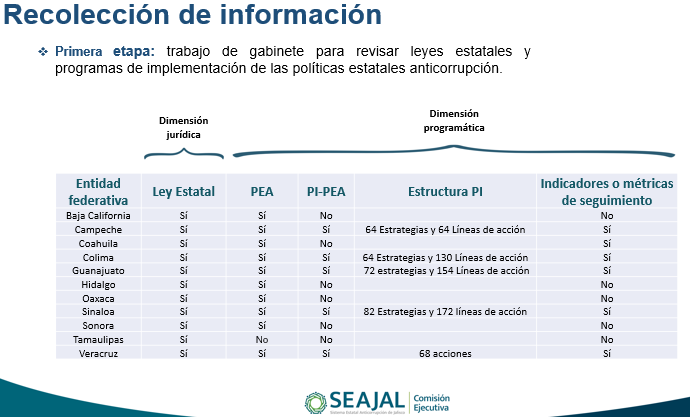 Recolección de información
❖ Primera etapa: trabajo de gabinete para revisar leyes estatales y
programas de implementación de las políticas estatales anticorrupción.
Dimensión
jurídica
Dimensión
programática
Entidad
federativa Ley Estatal PEA PI-PEA Estructura PI Indicadores o métricas
de seguimiento
Baja California Sí Sí No No
Campeche Sí Sí Sí 64 Estrategias y 64 Líneas de acción Sí
Coahuila Sí Sí No Sí
Colima Sí Sí Sí 64 Estrategias y 130 Líneas de acción Sí
Guanajuato Sí Sí Sí 72 estrategias y 154 Líneas de acción Sí
Hidalgo Sí Sí No No
Oaxaca Sí Sí No No
Sinaloa Sí Sí Sí 82 Estrategias y 172 líneas de acción Sí
Sonora Sí Sí No No
Tamaulipas Sí No No No
Veracruz Sí Sí Sí 68 acciones Sí
SEAJAL
Sistema Estatal Anticorrupción de Jalisco
Comisión
Ejecutiva